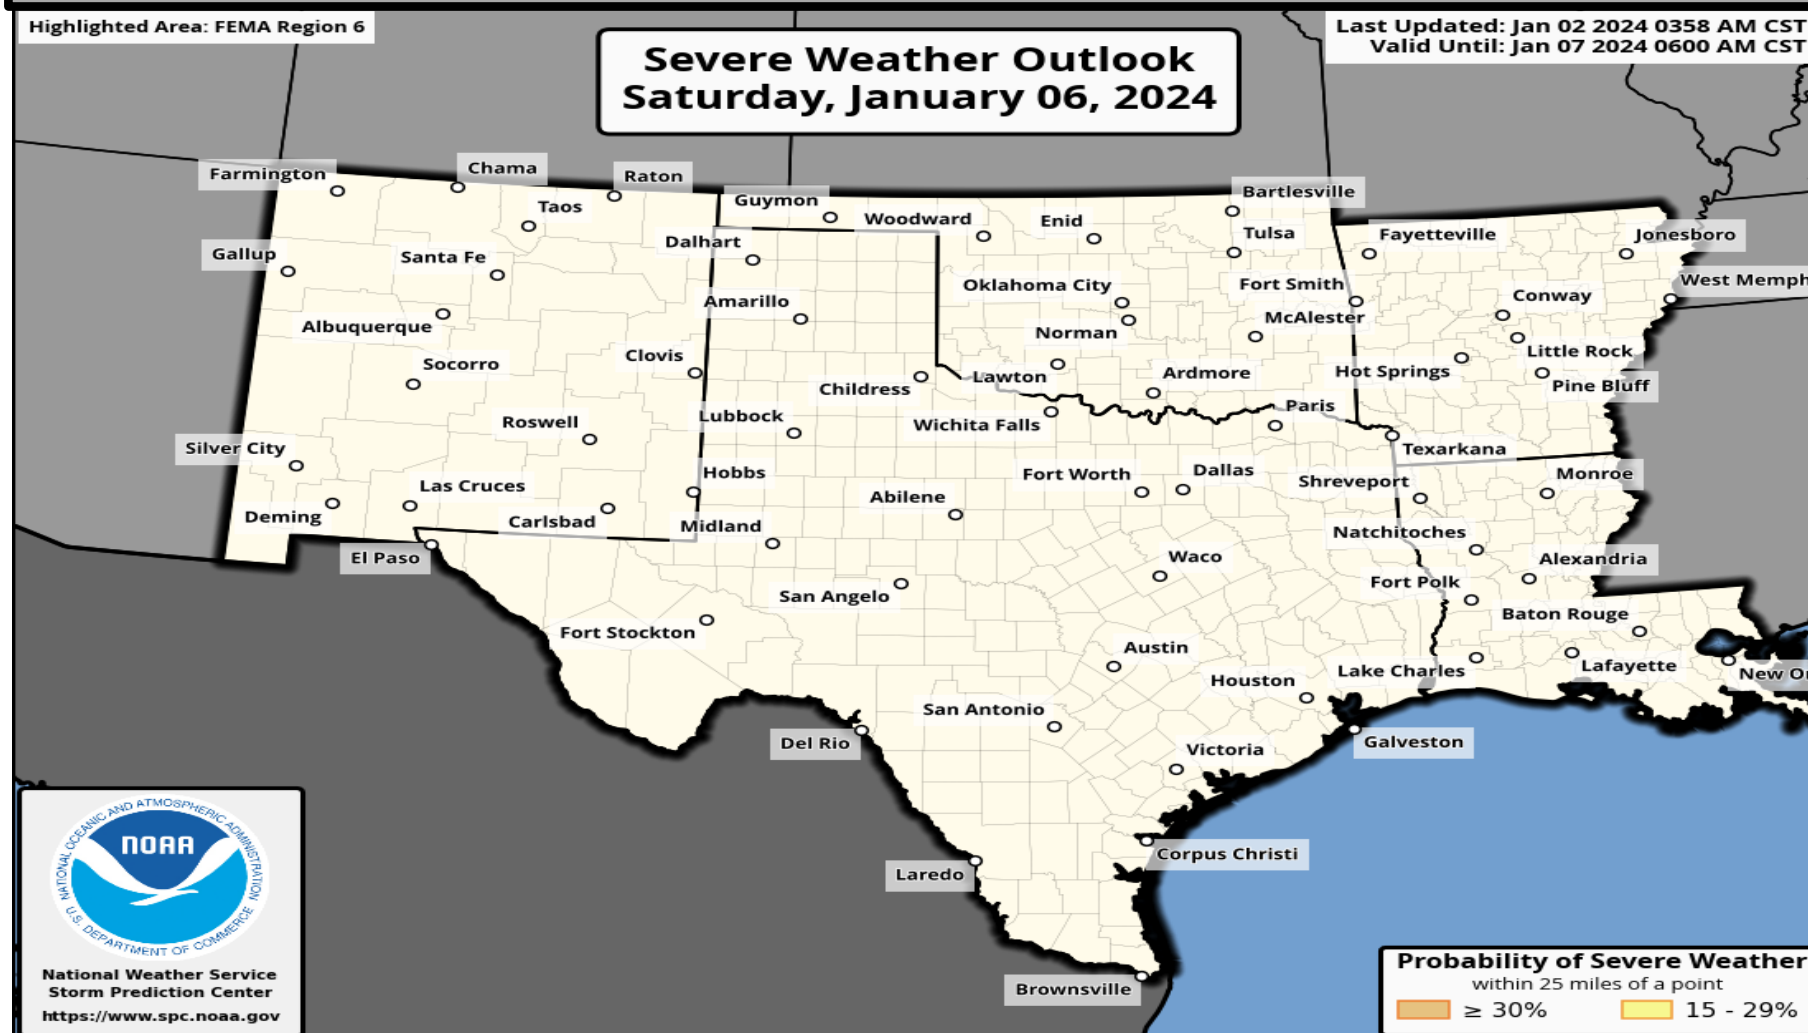 Highlighted Area: FEMA Region 6
Severe Weather Outlook
Saturday, January 06, 2024
Last Updated: Jan 02 2024 0358 AM CST
Valid Until: Jan 07 2024 0600 AM CST
Farmington
Chama
Raton
Taos
Guymon
Woodward
Enid
Bartlesville
Tulsa
Fayetteville
Jonesboro
Gallup
Santa Fe
Dalhart
Oklahoma City
Fort Smith
Conway
West Memph
Albuquerque
Amarillo
Norman
McAlester
Little Rock
Socorro
Clovis
Childress
Lawton
Ardmore
Hot Springs
Pine Bluff
Roswell
Lubbock
Wichita Falls
Paris
Texarkana
Silver City
Las Cruces
Hobbs
Abilene
Fort Worth
Dallas
Shreveport
Monroe
Deming
Carlsbad
Midland
Natchitoches
El Paso
Waco
Alexandria
San Angelo
Fort Polk
Fort Stockton
Austin
Baton Rouge
Houston
Lake Charles
Lafayette
New Or
San Antonio
Del Rio
Victoria
Galveston
Laredo
Corpus Christi
Brownsville
NATIONAL OCEANIC AND ATMOSPHERIC ADMINISTRATION
NOAA
U.S. DEPARTMENT OF COMMERCE
National Weather Service
Storm Prediction Center
https://www.spc.noaa.gov
Probability of Severe Weather
within 25 miles of a point
≥ 30%
15 - 29%